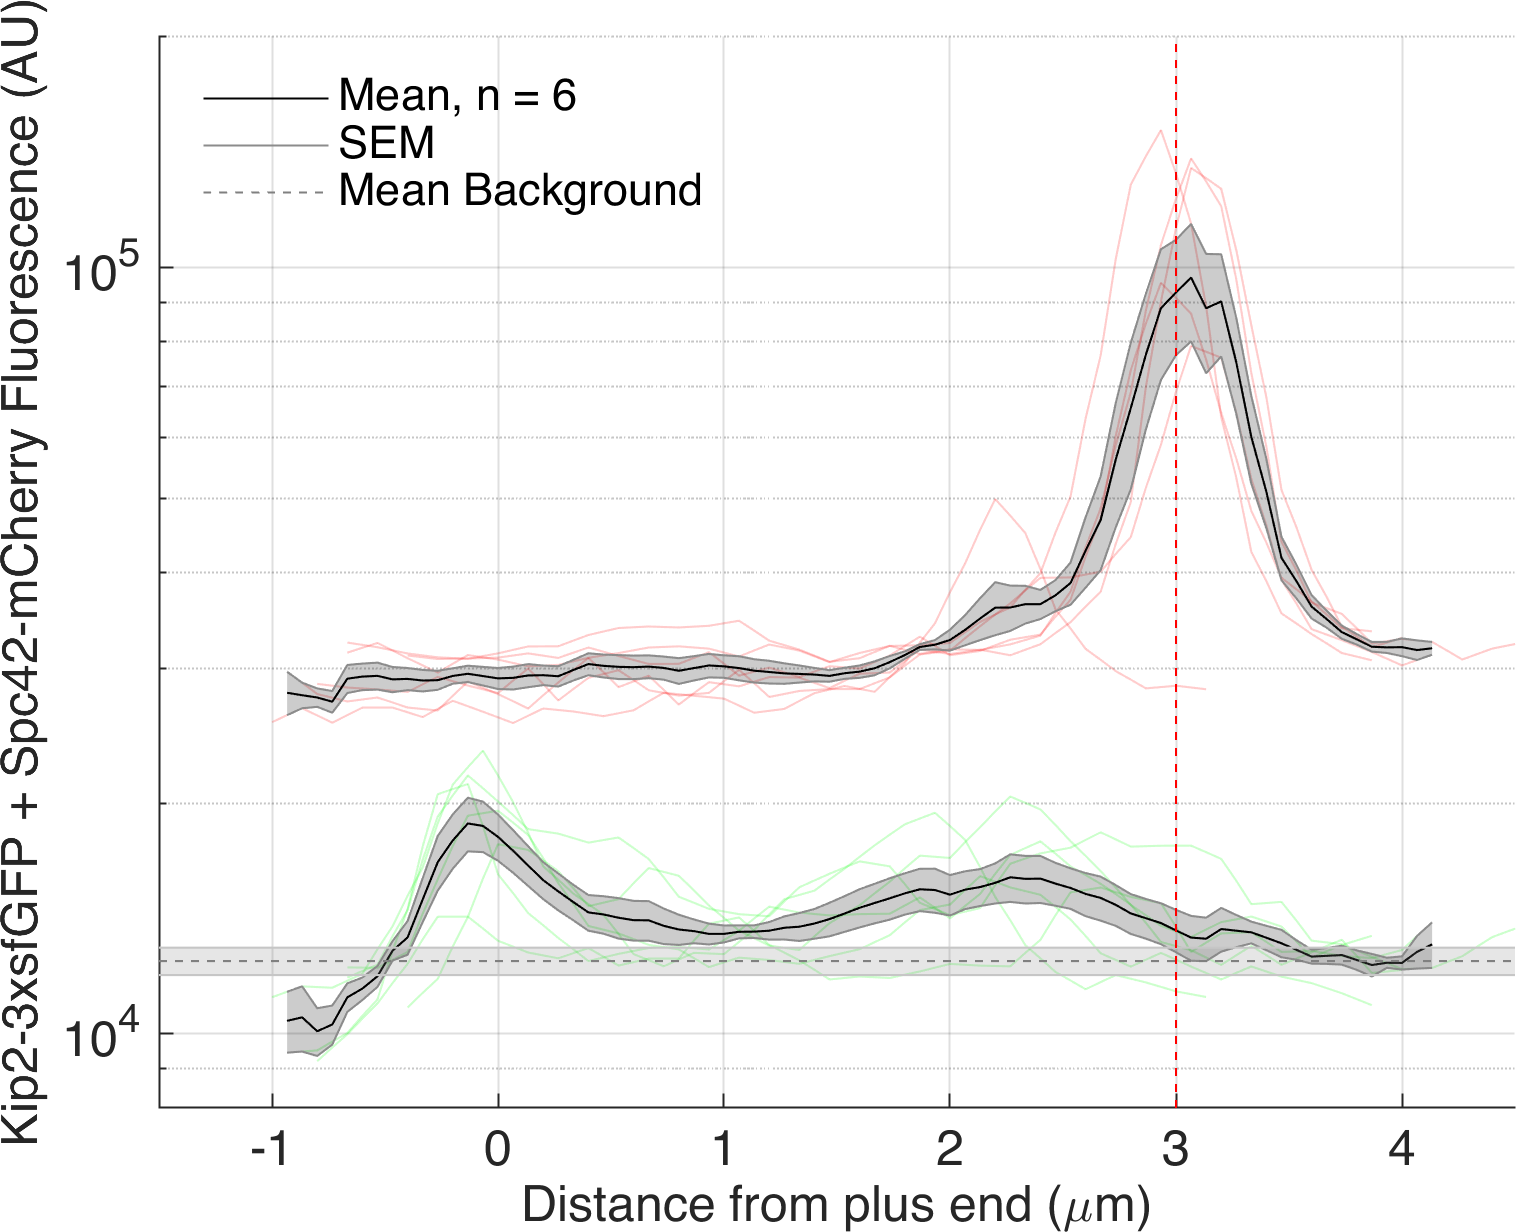 Kip2-3xsfGFP + Spc42-mCherry Fluorescence (AU)
Mean, n = 6
SEM
Mean Background
10^5
10^4
-1 0 1 2 3 4
Distance from plus end (μm)